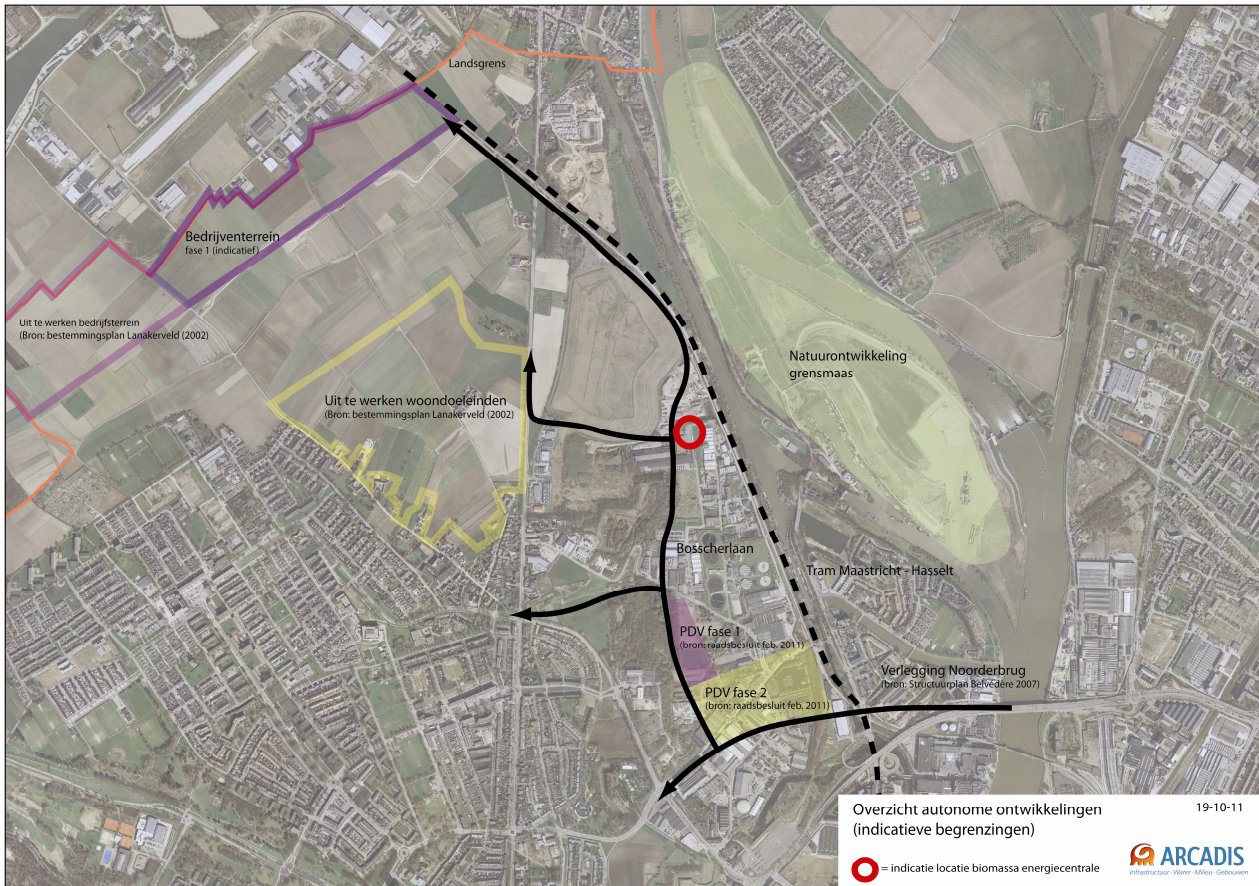 Landsgrens
Bedrijventerrein
fase 1 (indicatief)
Uit te werken bedrijfsterrein
(Bron: bestemmingsplan Lanakerveld (2002)
Natuurontwikkeling
grensmaas
Uit te werken woondoeleinden
(Bron: bestemmingsplan Lanakerveld (2002)
Bosscherlaan
Tram Maastricht - Hasselt
PDV fase 1
(bron: raadsbesluit feb. 2011)
Verlegging Noorderbrug
(bron: Structuurplan Belvédère 2007)
PDV fase 2
(bron: raadsbesluit feb. 2011)
Overzicht autonome ontwikkelingen
(indicatieve begrenzingen)
19-10-11
= indicatie locatie biomassa energiecentrale
ARCADIS
Infrastructuur · Water · Milieu · Gebouwen